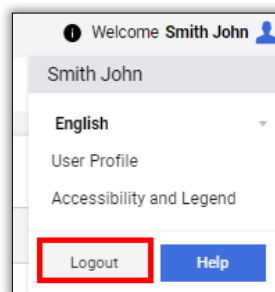 Welcome Smith John
Smith John
English
User Profile
Accessibility and Legend
Logout Help